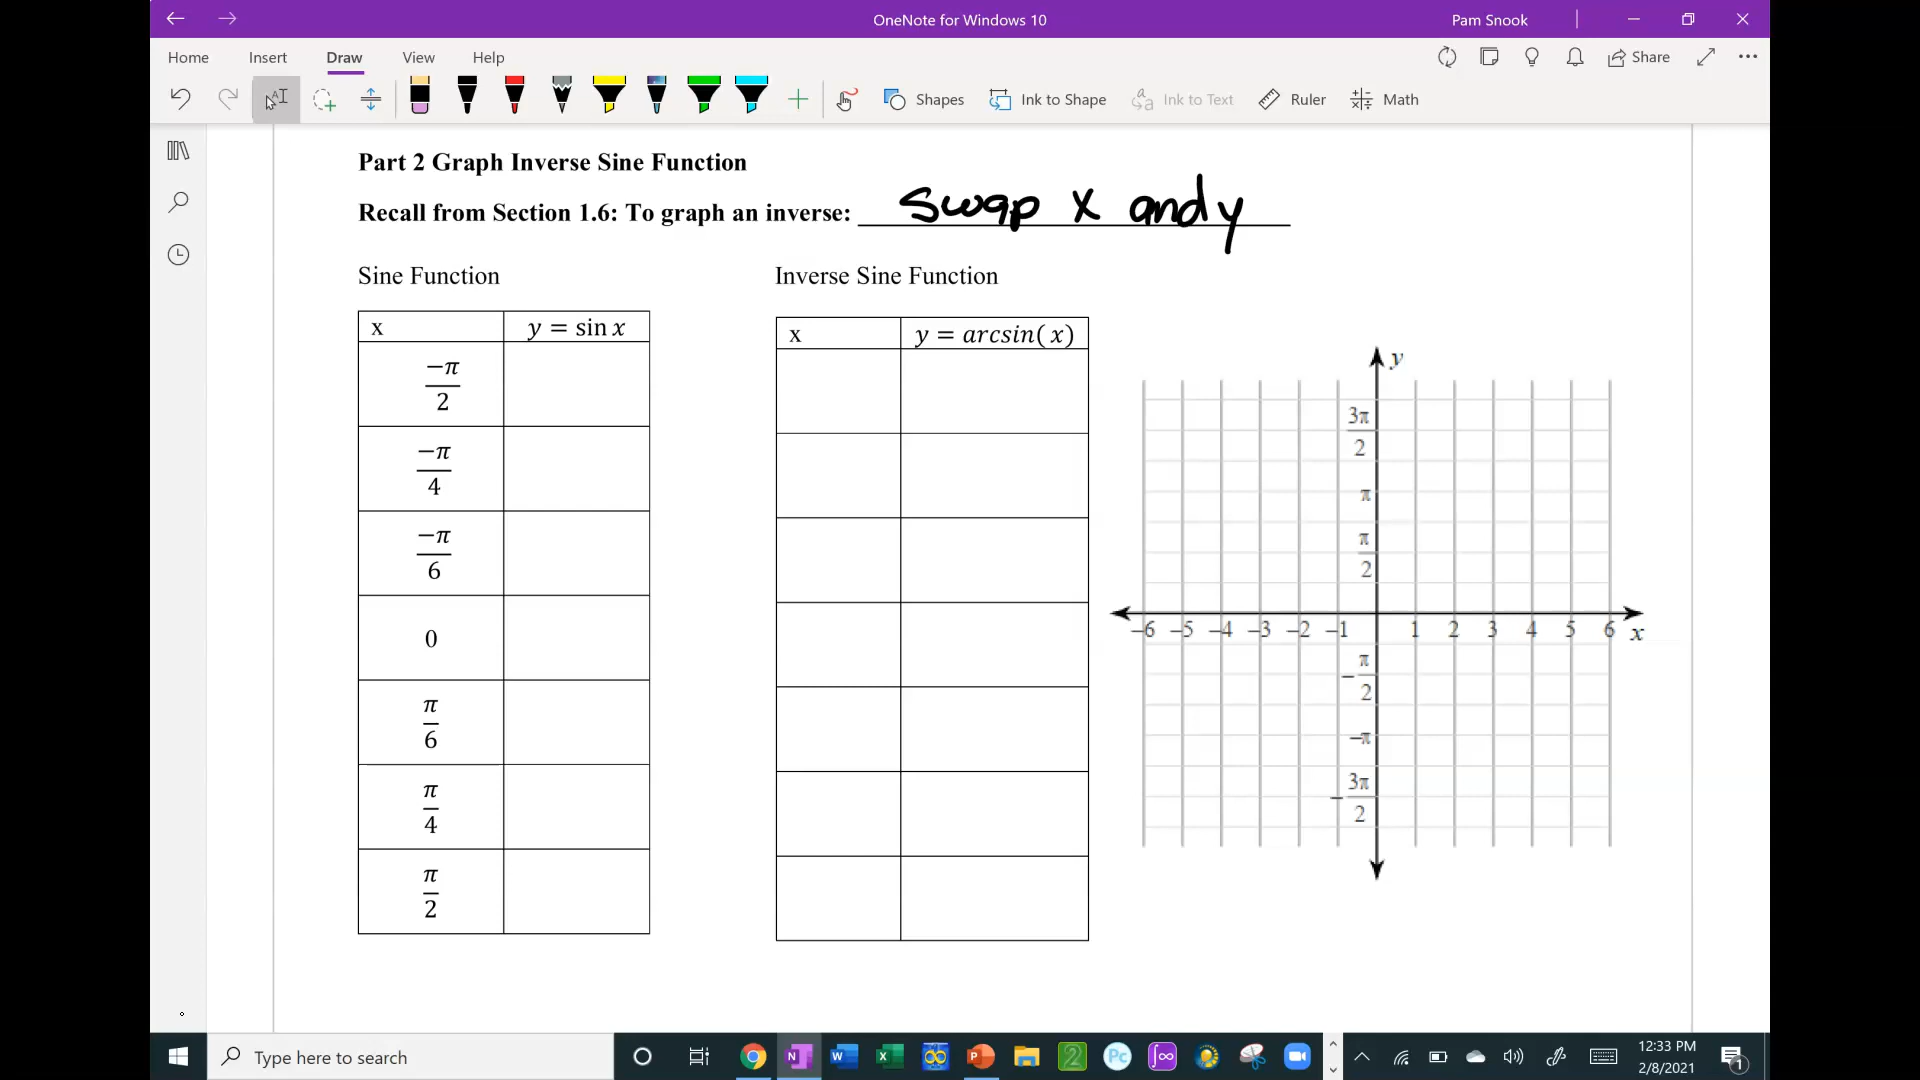 OneNote for Windows 10
Pam Snook
Home Insert Draw View Help
Share
Shapes Ink to Shape Ink to Text Ruler Math
Part 2 Graph Inverse Sine Function
Recall from Section 1.6: To graph an inverse: swap x and y
Sine Function
Inverse Sine Function
x y = sin x
−π/2
−π/4
−π/6
0
π/6
π/4
π/2
x y = arcsin( x)
y
3π/2
π
π/2
−6 −5 −4 −3 −2 −1 1 2 3 4 5 6 x
−π/2
−π
−3π/2
Type here to search
12:33 PM
2/8/2021
1